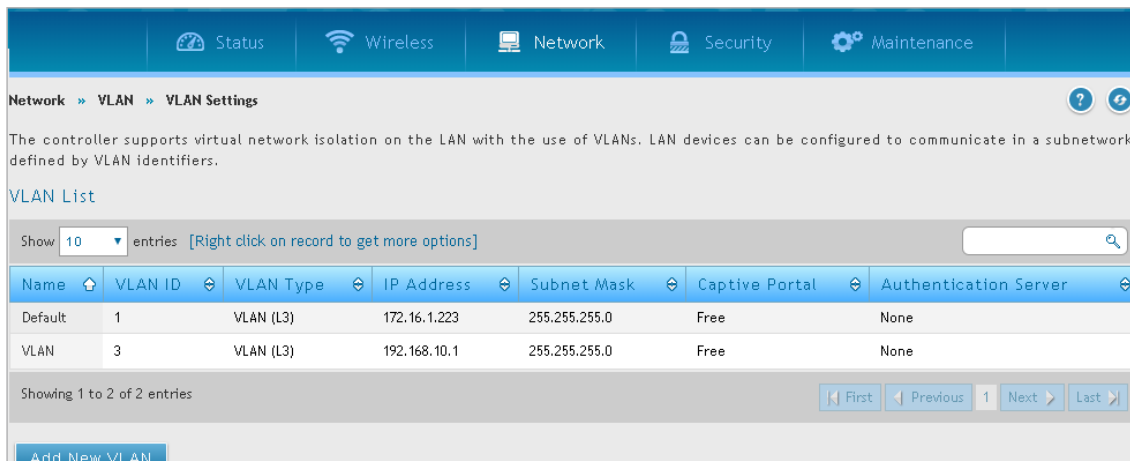 Status Wireless Network Security Maintenance
Network » VLAN » VLAN Settings
The controller supports virtual network isolation on the LAN with the use of VLANs. LAN devices can be configured to communicate in a subnetwork
defined by VLAN identifiers.
VLAN List
Show 10 entries [Right click on record to get more options]
Name VLAN ID VLAN Type IP Address Subnet Mask Captive Portal Authentication Server
Default 1 VLAN (L3) 172.16.1.223 255.255.255.0 Free None
VLAN 3 VLAN (L3) 192.168.10.1 255.255.255.0 Free None
Showing 1 to 2 of 2 entries First Previous 1 Next Last
Add New VLAN